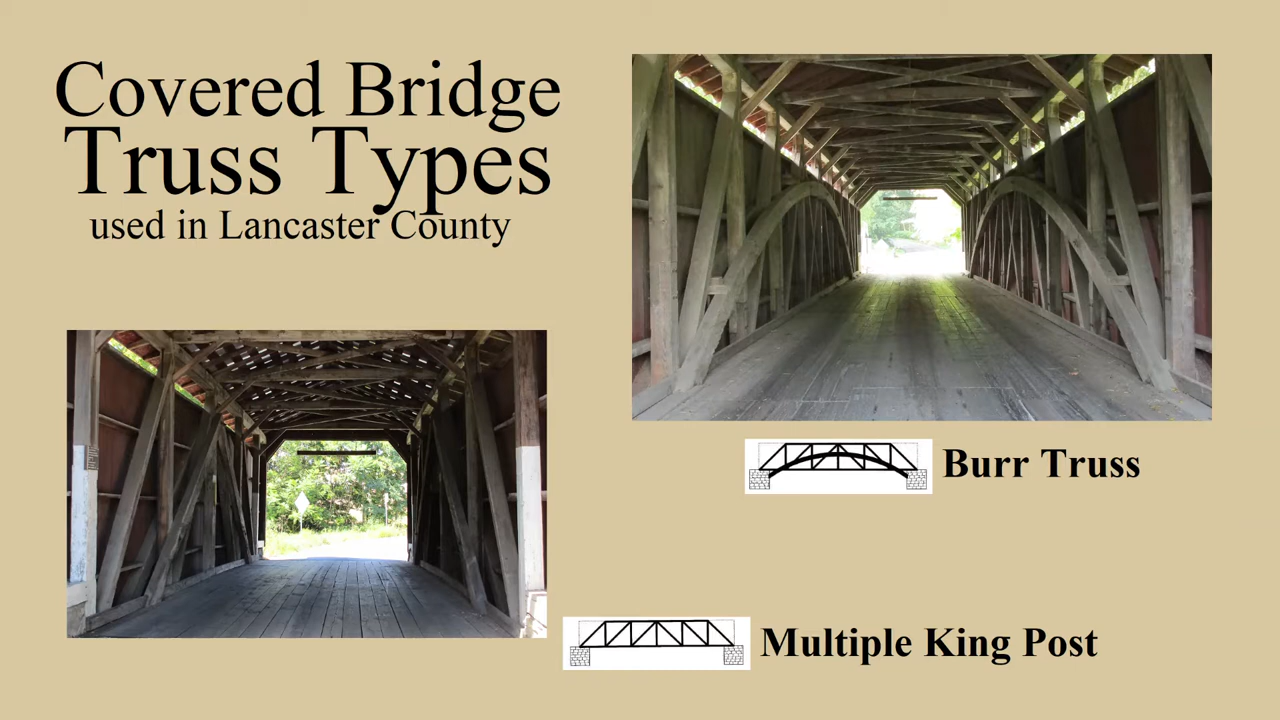 Covered Bridge
Truss Types
used in Lancaster County
Burr Truss
Multiple King Post